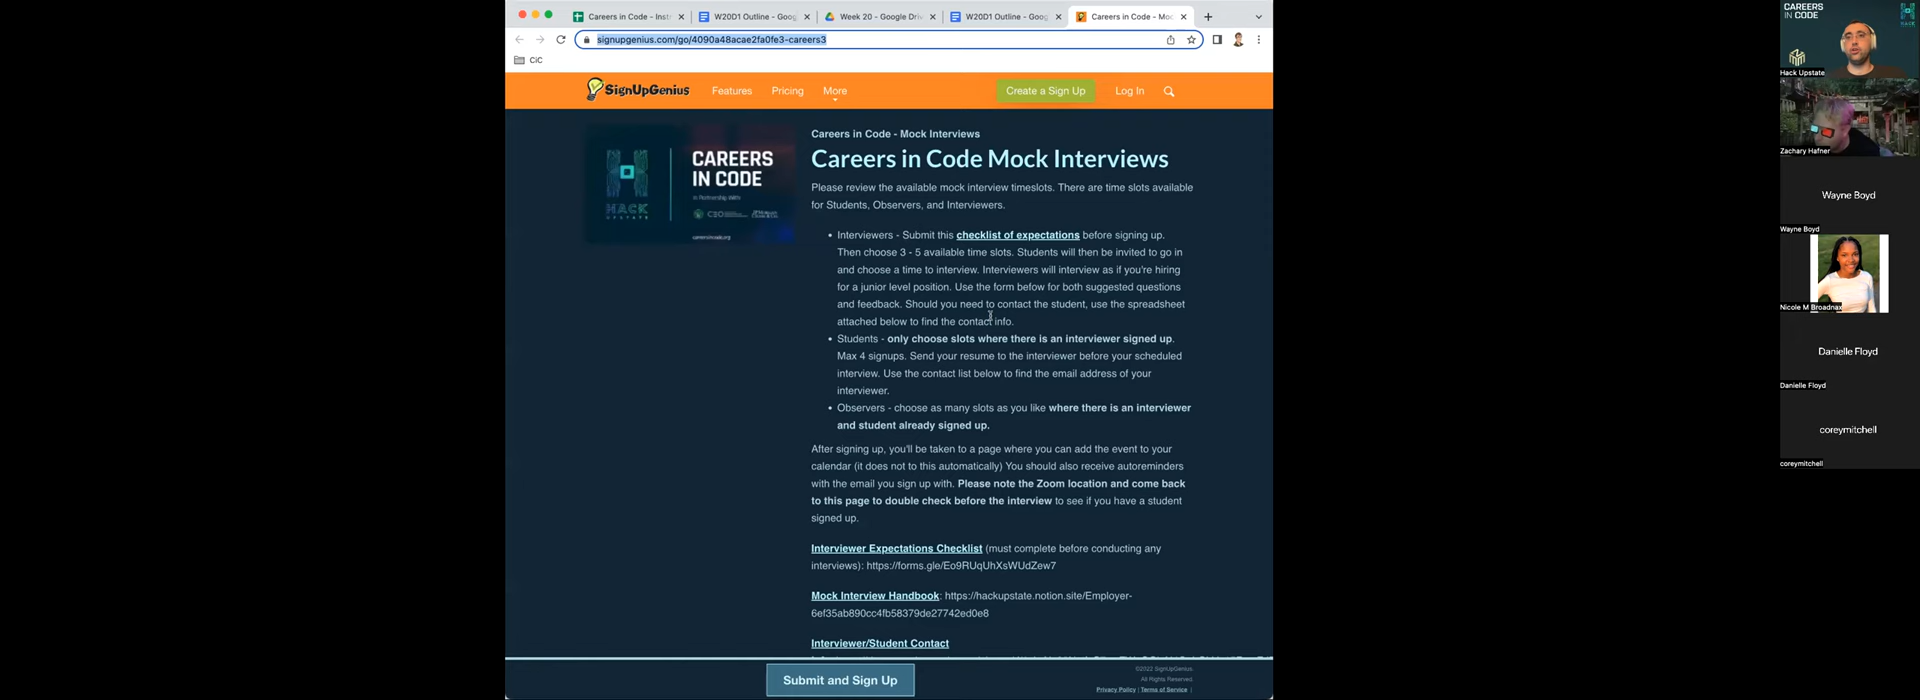 Careers in Code - Inst
W20D1 Outline - Goog
Week 20 - Google Driv
W20D1 Outline - Goog
Careers in Code - Moc
signupgenius.com/go/4090a48acae2fa0fe3-careers3
CiC
SignUpGenius
Features
Pricing
More
Create a Sign Up
Log In
CAREERS
IN CODE
HACK
UPSTATE
In Partnership With
careersincode.org
Careers in Code - Mock Interviews
Careers in Code Mock Interviews
Please review the available mock interview timeslots. There are time slots available
for Students, Observers, and Interviewers.
• Interviewers - Submit this checklist of expectations before signing up.
Then choose 3 - 5 available time slots. Students will then be invited to go in
and choose a time to interview. Interviewers will interview as if you're hiring
for a junior level position. Use the form below for both suggested questions
and feedback. Should you need to contact the student, use the spreadsheet
attached below to find the contact info.
• Students - only choose slots where there is an interviewer signed up.
Max 4 signups. Send your resume to the interviewer before your scheduled
interview. Use the contact list below to find the email address of your
interviewer.
• Observers - choose as many slots as you like where there is an interviewer
and student already signed up.
After signing up, you'll be taken to a page where you can add the event to your
calendar (it does not to this automatically) You should also receive autoreminders
with the email you sign up with. Please note the Zoom location and come back
to this page to double check before the interview to see if you have a student
signed up.
Interviewer Expectations Checklist (must complete before conducting any
interviews): https://forms.gle/Eo9RUqUhXsWUdZew7
Mock Interview Handbook: https://hackupstate.notion.site/Employer-
6ef35ab890cc4fb58379de27742ed0e8
Interviewer/Student Contact
Submit and Sign Up
©2022 SignUpGenius.
All Rights Reserved.
Privacy Policy | Terms of Service |
CAREERS
IN CODE
HACK
Hack Upstate
Zachary Hafner
Wayne Boyd
Wayne Boyd
Nicole M Broadnax
Danielle Floyd
Danielle Floyd
coreymitchell
coreymitchell